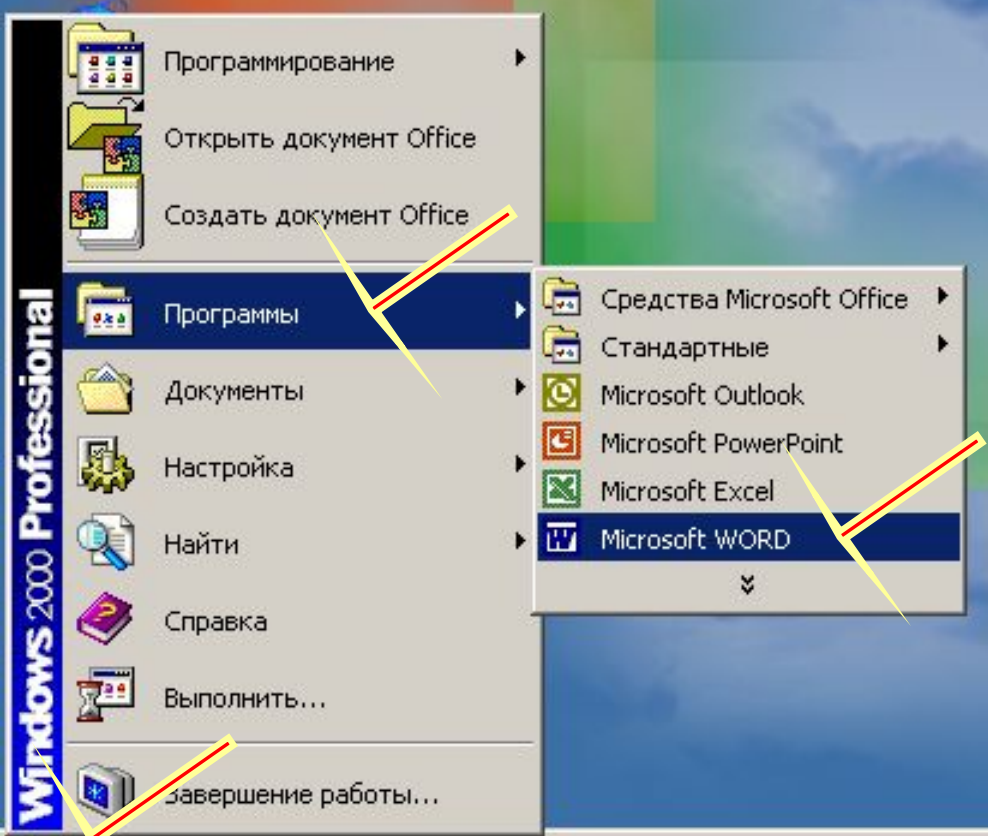 Программирование
Открыть документ Office
Создать документ Office
Программы
Документы
Настройка
Найти
Справка
Выполнить...
Завершение работы...
Windows 2000 Professional
Средства Microsoft Office
Стандартные
Microsoft Outlook
Microsoft PowerPoint
Microsoft Excel
Microsoft WORD